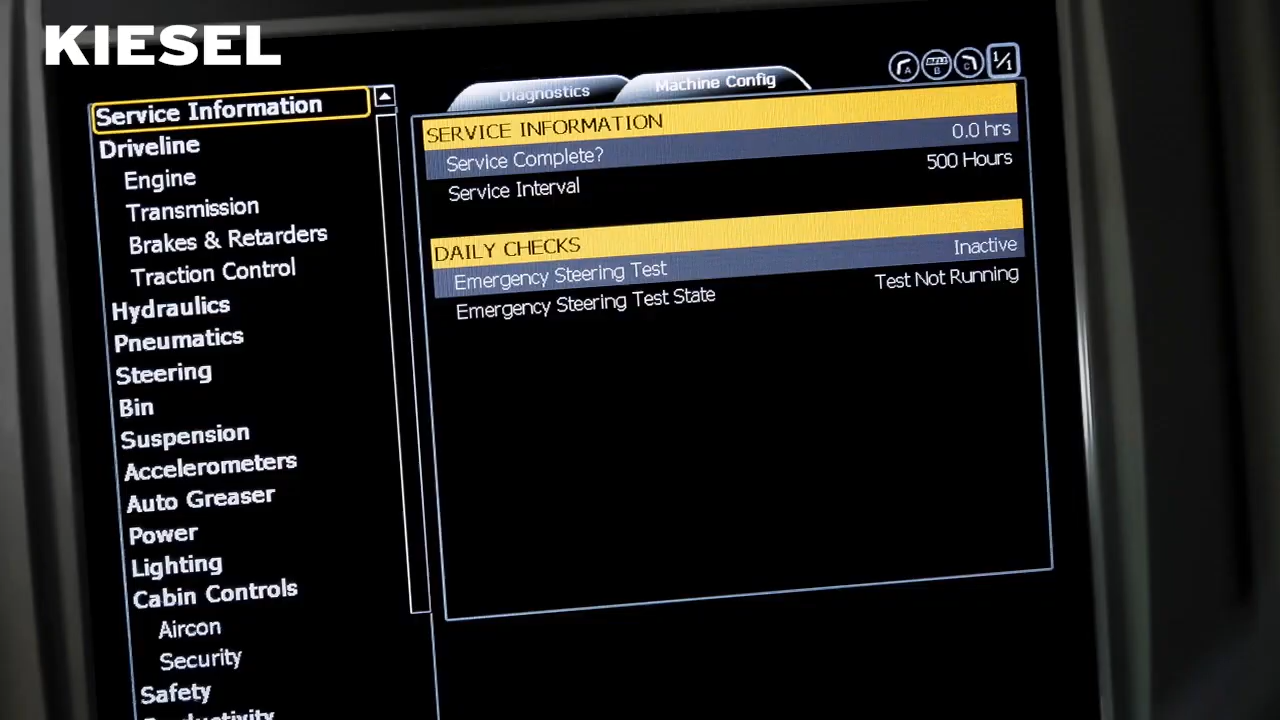 KIESEL
Diagnostics
Machine Config
A
B
C
1/1
Service Information
Driveline
Engine
Transmission
Brakes & Retarders
Traction Control
Hydraulics
Pneumatics
Steering
Bin
Suspension
Accelerometers
Auto Greaser
Power
Lighting
Cabin Controls
Aircon
Security
Safety
Productivity
SERVICE INFORMATION
Service Complete? 0.0 hrs
Service Interval 500 Hours
DAILY CHECKS
Emergency Steering Test Inactive
Emergency Steering Test State Test Not Running